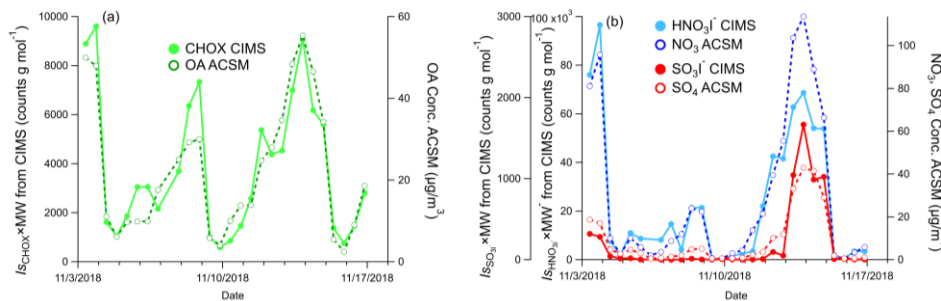 (a)
CHOX CIMS
OA ACSM
10000
8000
6000
4000
2000
0
Is_CHOX×MW from CIMS (counts g mol⁻¹)
60
40
20
0
OA Conc. ACSM (µg/m³)
11/3/2018
11/10/2018
11/17/2018
Date
(b)
HNO₃I⁻ CIMS
NO₃ ACSM
SO₃I⁻ CIMS
SO₄ ACSM
3000
2000
1000
0
Is_SO₃I×MW from CIMS (counts g mol⁻¹)
100 x10³
80
60
40
20
0
Is_HNO₃I×MW⁻ from CIMS (counts g mol⁻¹)
100
80
60
40
20
0
NO₃, SO₄ Conc. ACSM (µg/m³)
11/3/2018
11/10/2018
11/17/2018
Date